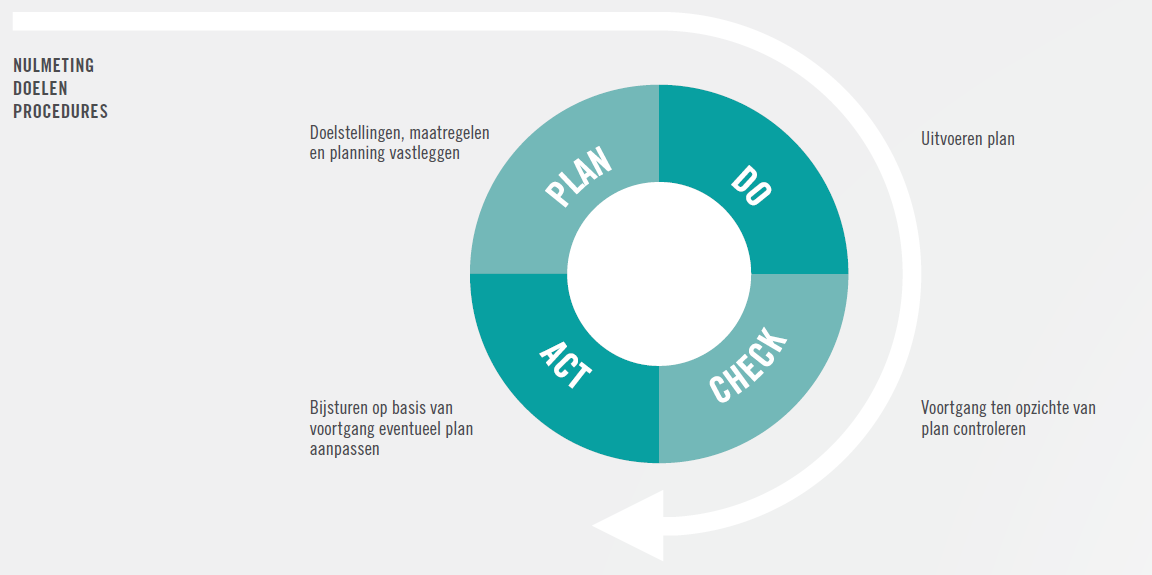 NULMETING
DOELEN
PROCEDURES
Doelstellingen, maatregelen
en planning vastleggen
PLAN
DO
Uitvoeren plan
ACT
CHECK
Bijsturen op basis van
voortgang eventueel plan
aanpassen
Voortgang ten opzichte van
plan controleren